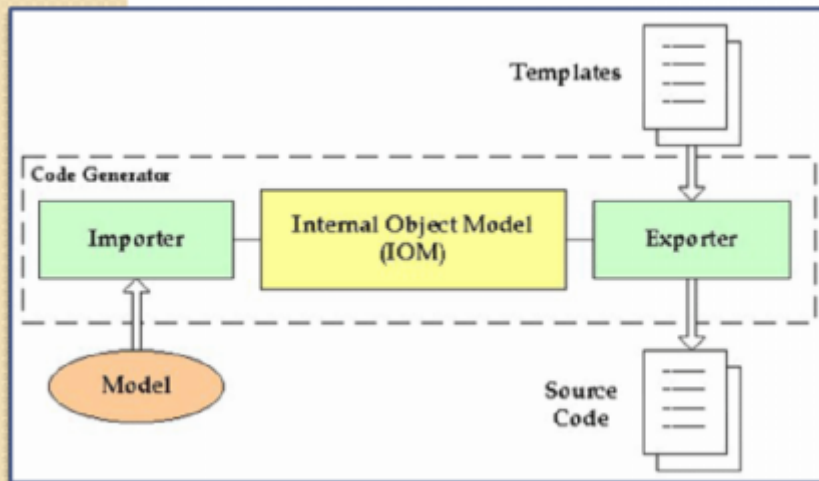 Templates
Code Generator
Importer
Internal Object Model
(IOM)
Exporter
Model
Source
Code